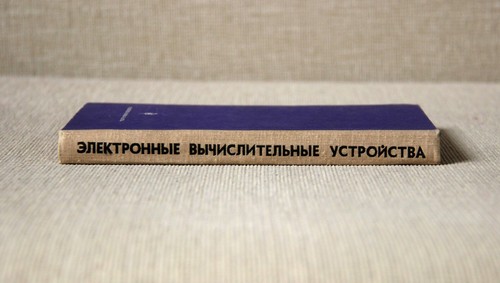 ЭЛЕКТРОННЫЕ ВЫЧИСЛИТЕЛЬНЫЕ УСТРОЙСТВА